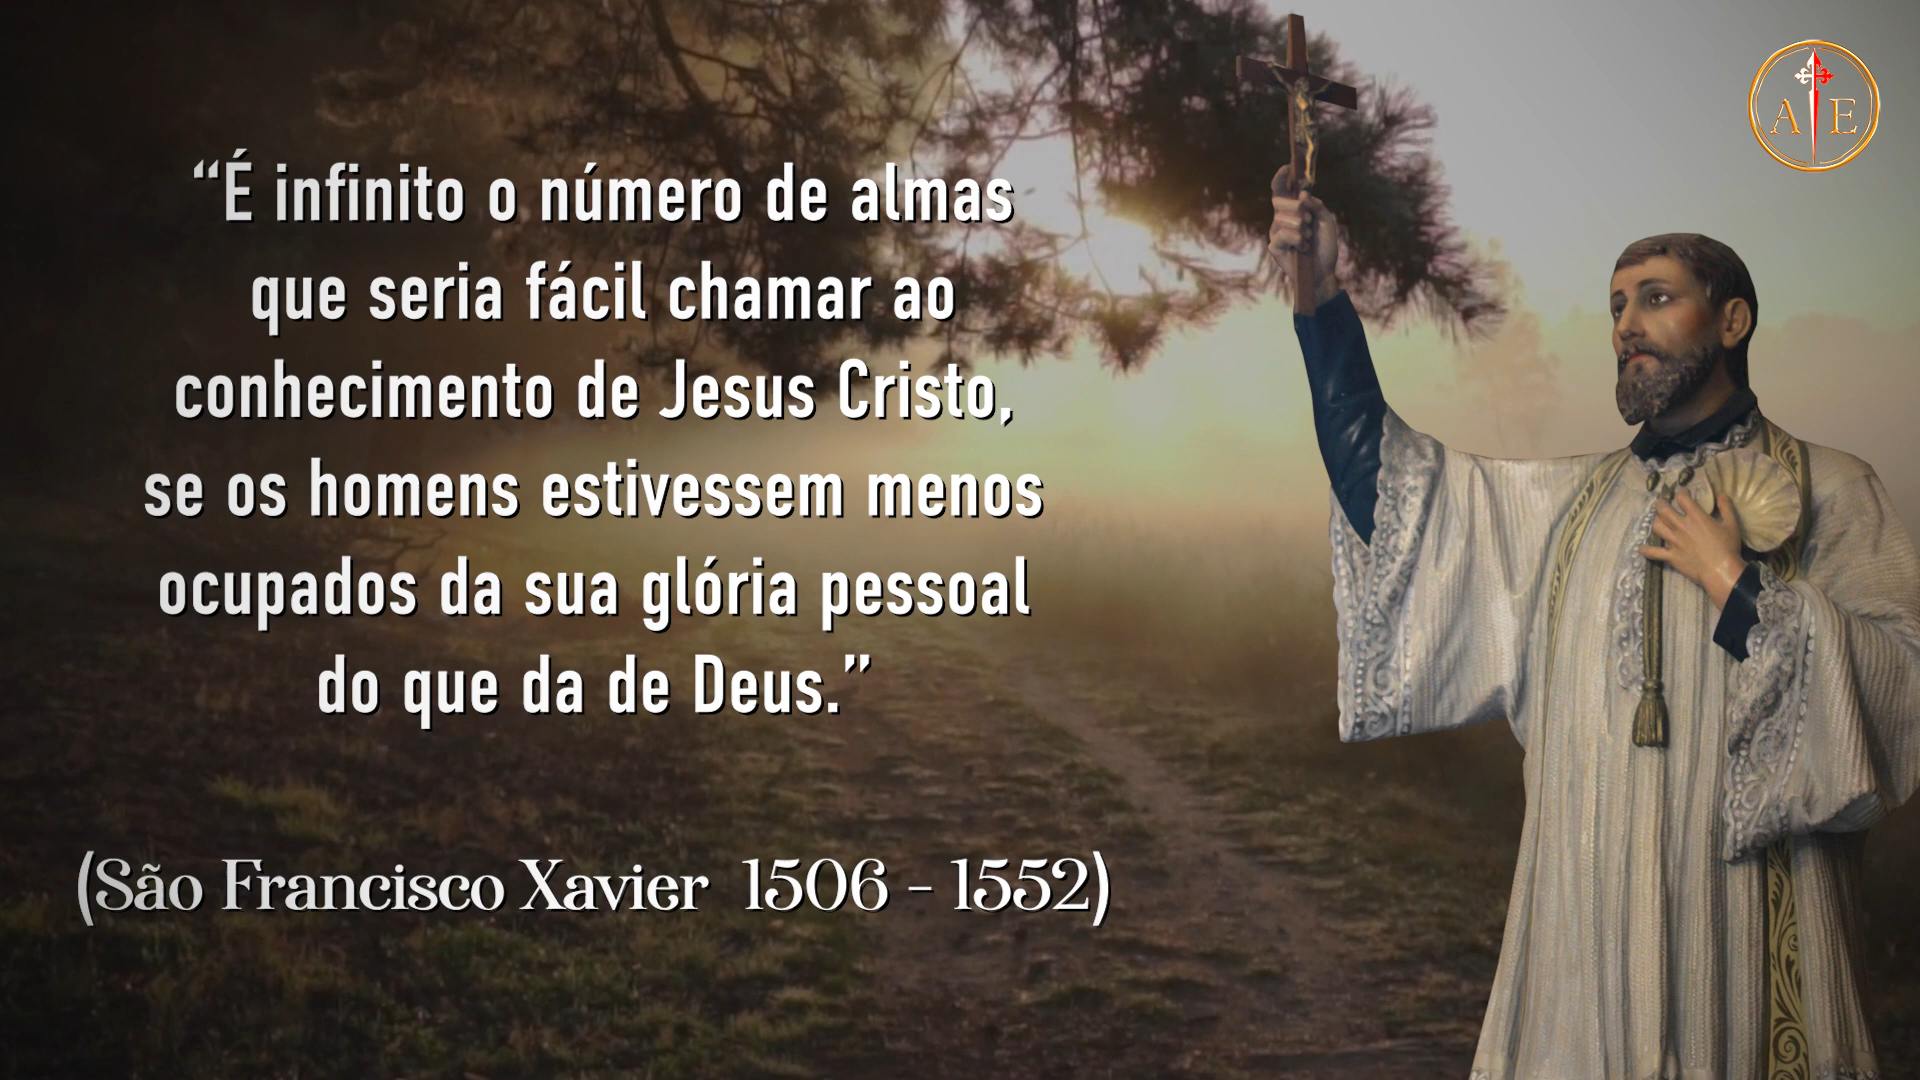 “É infinito o número de almas
que seria fácil chamar ao
conhecimento de Jesus Cristo,
se os homens estivessem menos
ocupados da sua glória pessoal
do que da de Deus.”
(São Francisco Xavier 1506 - 1552)
A E